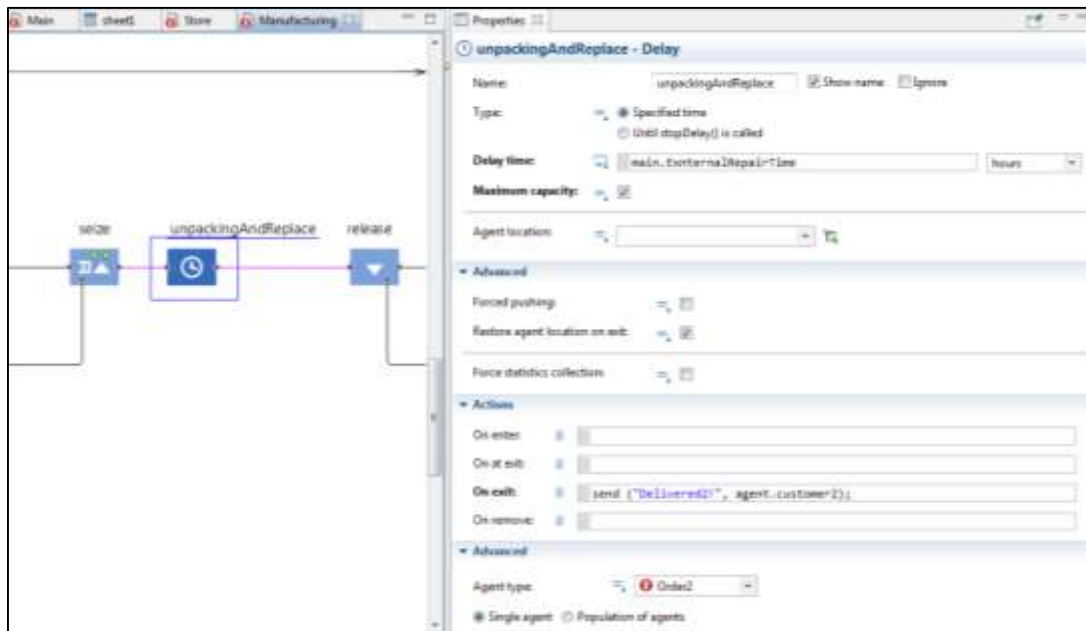 Main sheet1 Store Manufacturing
Properties
unpackingAndReplace - Delay
Name: unpackingAndReplace Show name Ignore
Type: Specified time
Until stopDelay() is called
Delay time: hours
Maximum capacity:
seize unpackingAndReplace release
Agent location:
Advanced
Forced pushing:
Restore agent location on exit:
Force statistics collection:
Actions
On enter:
On at exit:
On exit: send ("Delivered2!", agent.customer2);
On remove:
Advanced
Agent type: Order2
Single agent Population of agents